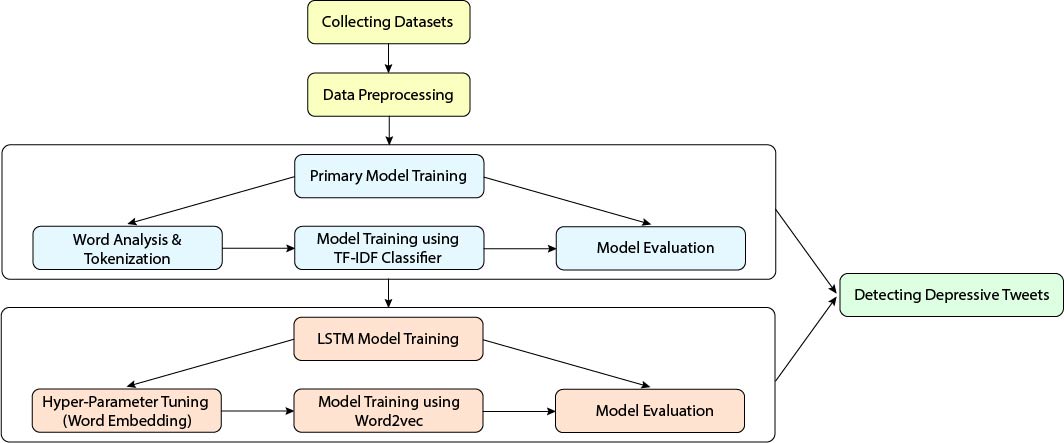 Collecting Datasets
Data Preprocessing
Primary Model Training
Word Analysis &
Tokenization
Model Training using
TF-IDF Classifier
Model Evaluation
Detecting Depressive Tweets
LSTM Model Training
Hyper-Parameter Tuning
(Word Embedding)
Model Training using
Word2vec
Model Evaluation